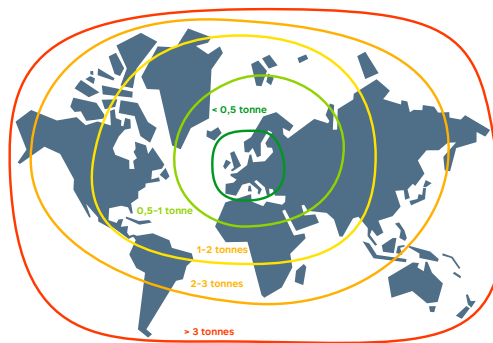 < 0,5 tonne
0,5-1 tonne
1-2 tonnes
2-3 tonnes
> 3 tonnes